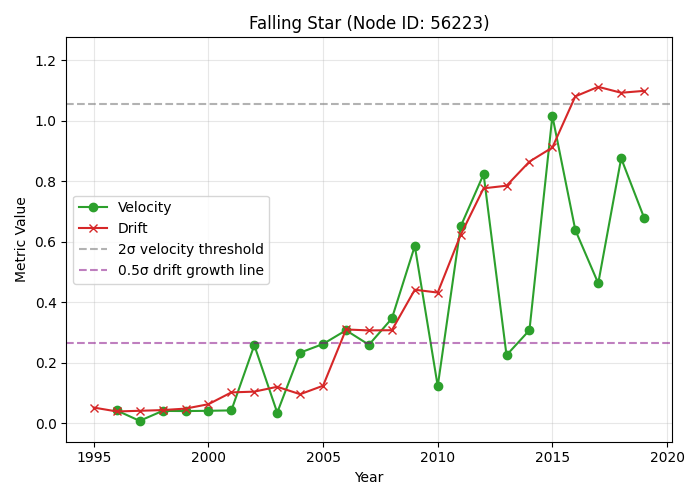 Falling Star (Node ID: 56223)
Metric Value
1.2
1.0
0.8
0.6
0.4
0.2
0.0
Velocity
Drift
2σ velocity threshold
0.5σ drift growth line
1995 2000 2005 2010 2015 2020
Year